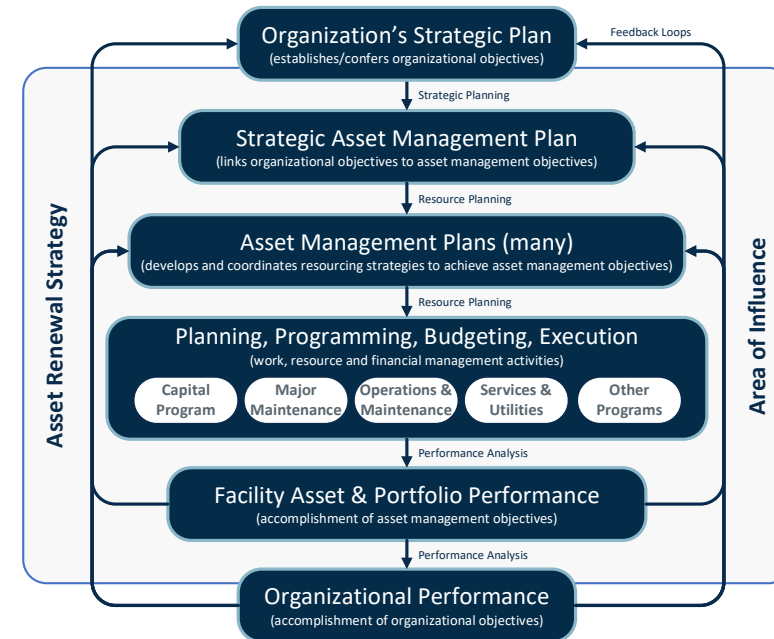 Organization's Strategic Plan
(establishes/confers organizational objectives)
Feedback Loops
Strategic Planning
Strategic Asset Management Plan
(links organizational objectives to asset management objectives)
Resource Planning
Asset Management Plans (many)
(develops and coordinates resourcing strategies to achieve asset management objectives)
Resource Planning
Asset Renewal Strategy
Area of Influence
Planning, Programming, Budgeting, Execution
(work, resource and financial management activities)
Capital
Program
Major
Maintenance
Operations &
Maintenance
Services &
Utilities
Other
Programs
Performance Analysis
Facility Asset & Portfolio Performance
(accomplishment of asset management objectives)
Performance Analysis
Organizational Performance
(accomplishment of organizational objectives)